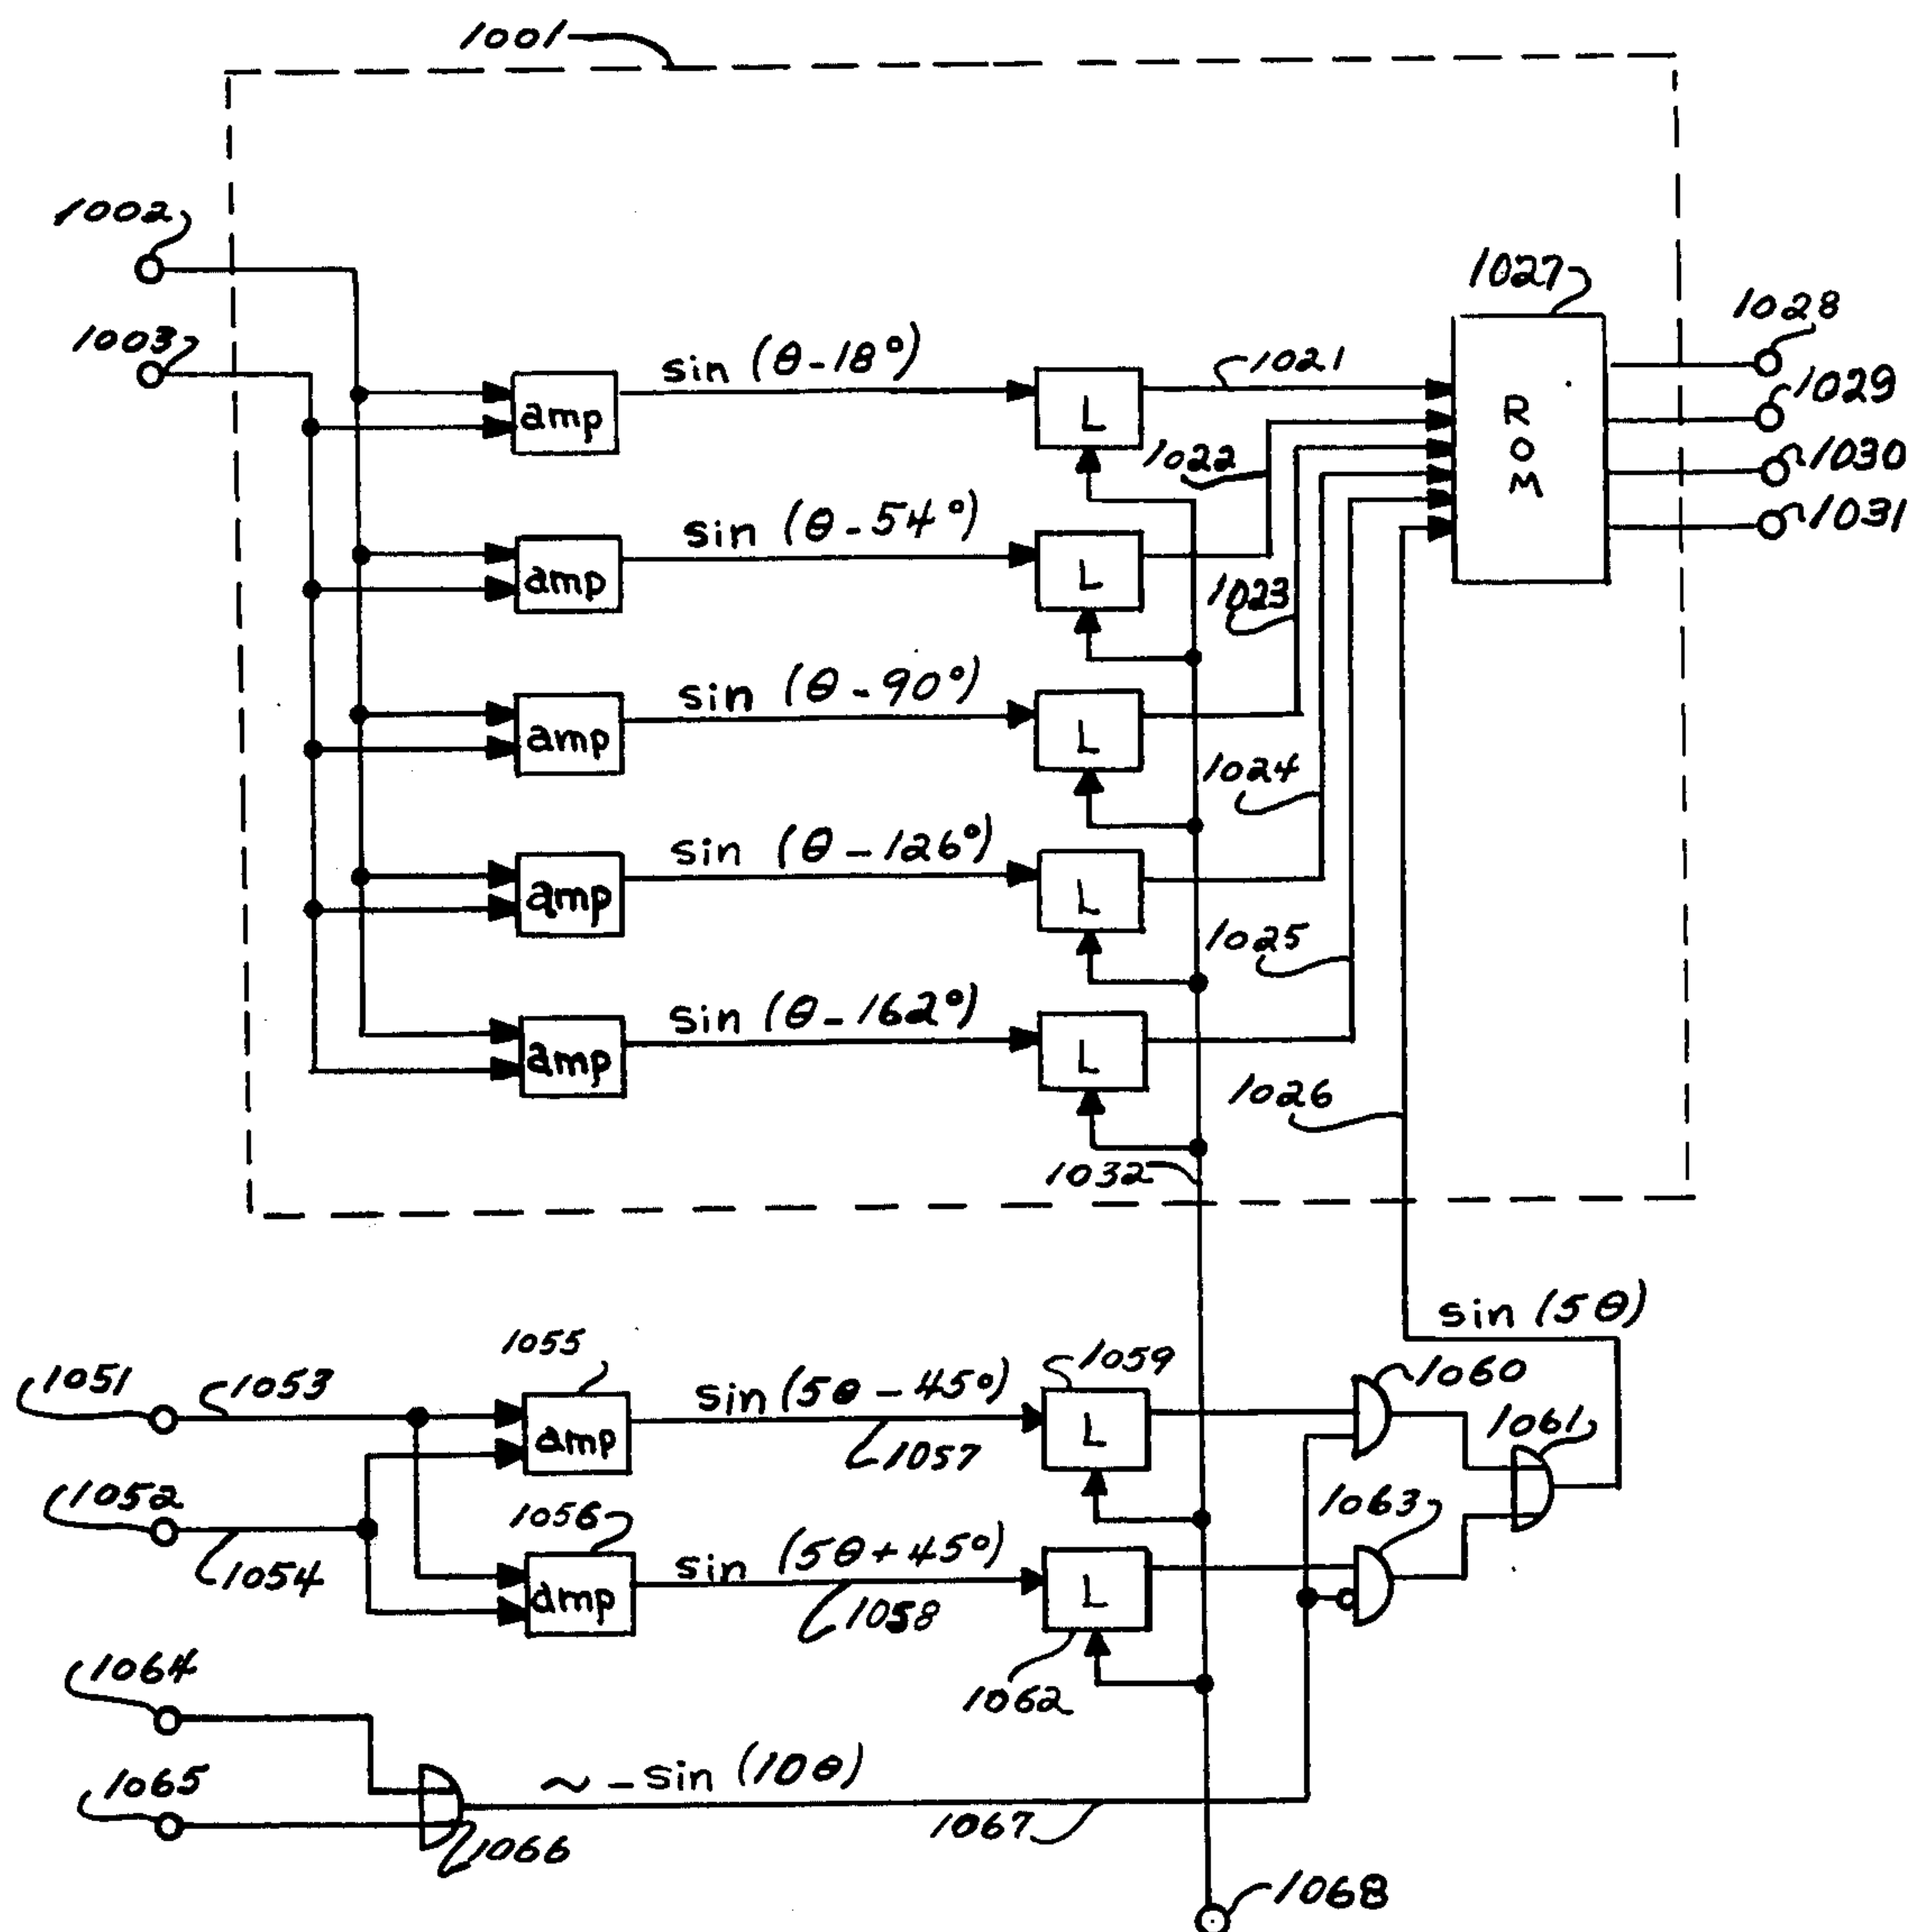 1001
1002
1003
1027
1028
1029
1030
1031
sin (θ-18°)
1021
amp
L
R
O
M
1022
sin (θ-54°)
amp
L
1023
sin (θ-90°)
amp
L
1024
sin (θ-126°)
amp
L
1025
sin (θ-162°)
amp
L
1026
1032
sin (5θ)
1051
1053
1055
sin (5θ-45°)
1059
1060
amp
1057
L
1061
1052
1054
1056
sin (5θ+45°)
1063
amp
1058
L
1062
1064
1065
~ -sin (10θ)
1066
1067
1068